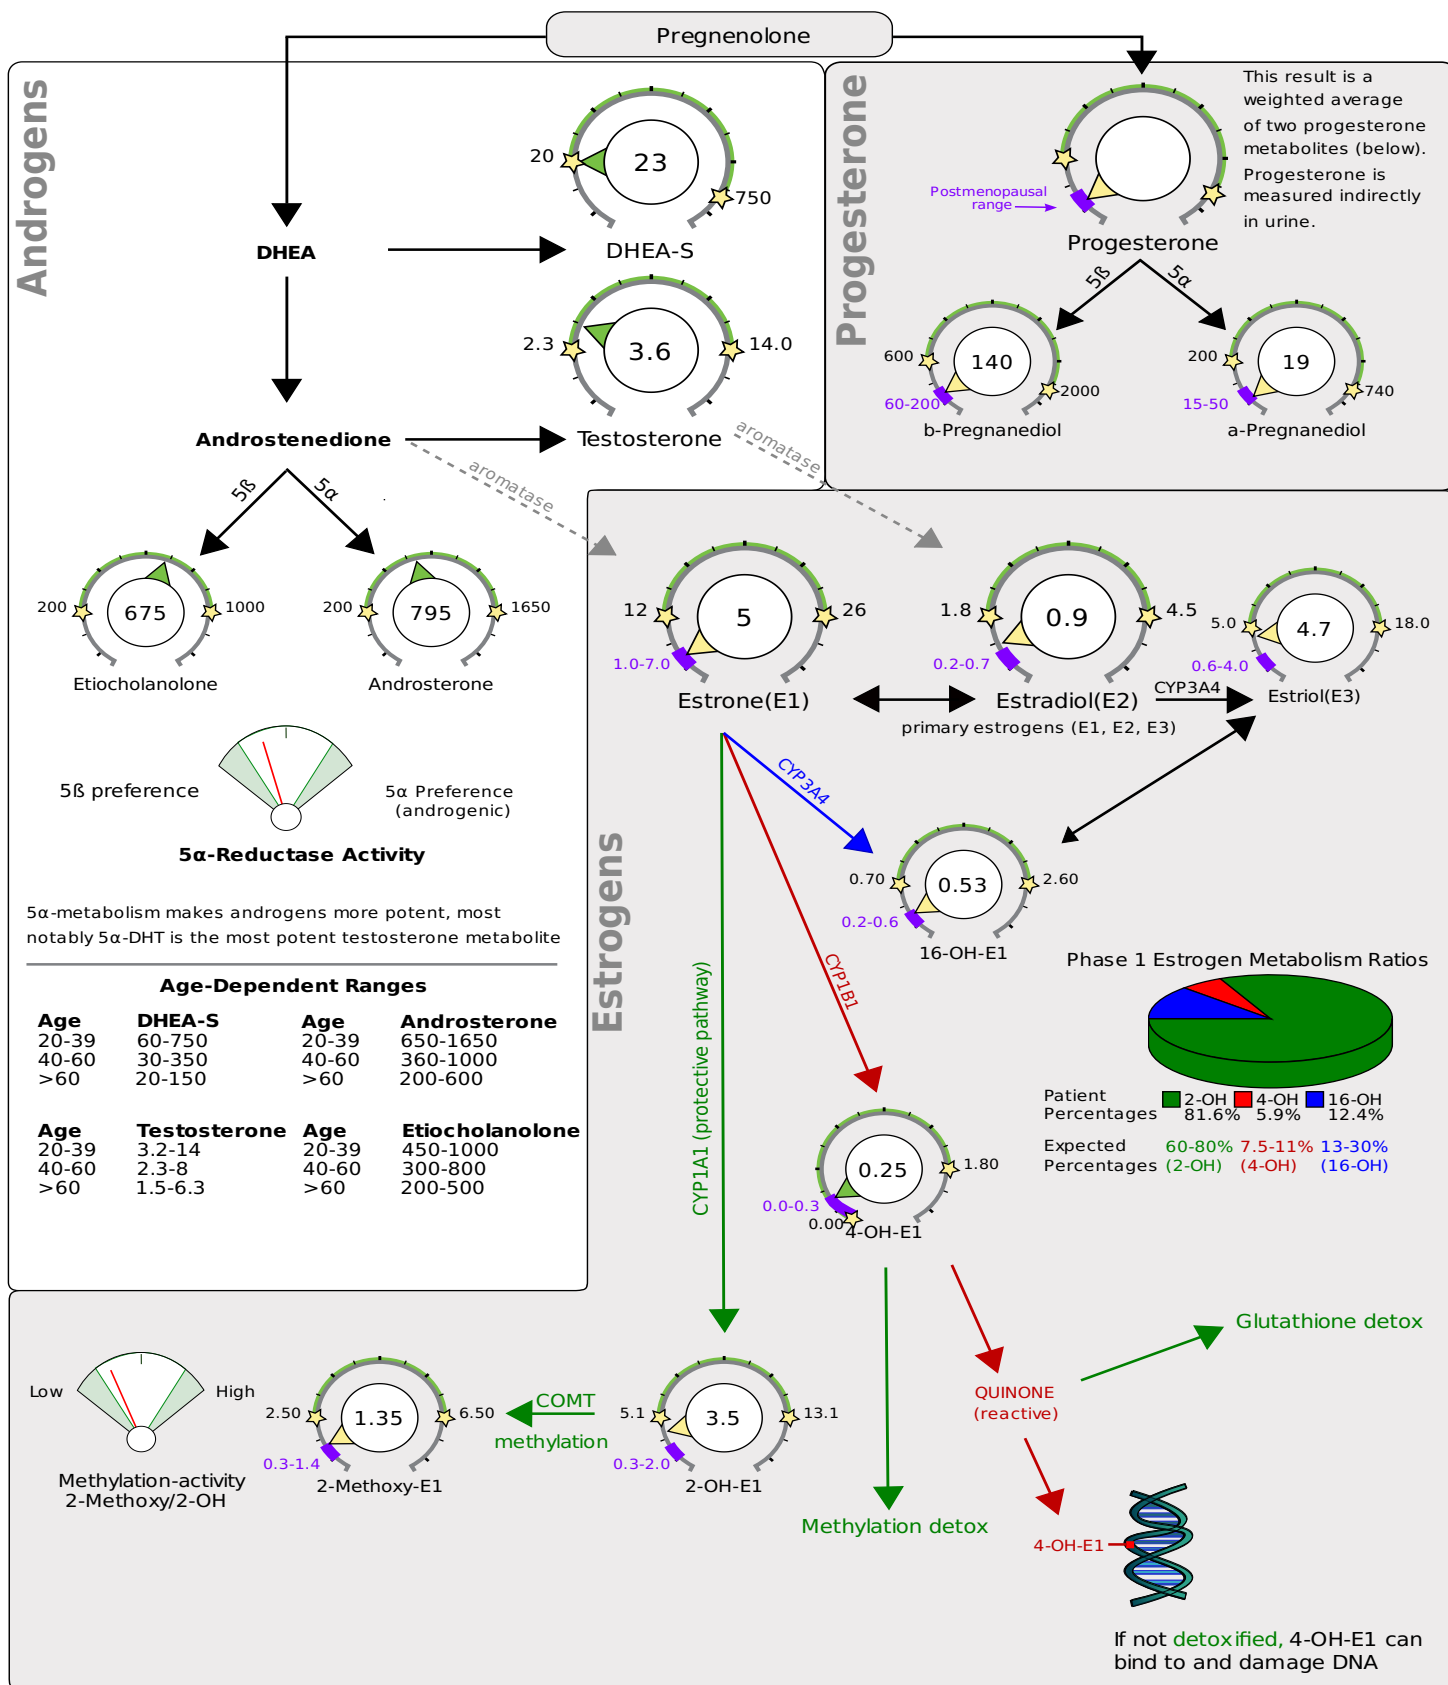 Pregnenolone
Androgens
20
23
750
DHEA
DHEA-S
2.3
3.6
14.0
Androstenedione
Testosterone
aromatase
aromatase
5ß
5α
200
675
1000
Etiocholanolone
200
795
1650
Androsterone
5ß preference
5α Preference
(androgenic)
5α-Reductase Activity
5α-metabolism makes androgens more potent, most
notably 5α-DHT is the most potent testosterone metabolite
Age-Dependent Ranges
Age DHEA-S Age Androsterone
20-39 60-750 20-39 650-1650
40-60 30-350 40-60 360-1000
>60 20-150 >60 200-600
Age Testosterone Age Etiocholanolone
20-39 3.2-14 20-39 450-1000
40-60 2.3-8 40-60 300-800
>60 1.5-6.3 >60 200-500
Progesterone
This result is a
weighted average
of two progesterone
metabolites (below).
Progesterone is
measured indirectly
in urine.
Postmenopausal
range
Progesterone
5ß
5α
600
140
2000
60-200
b-Pregnanediol
200
19
740
15-50
a-Pregnanediol
Estrogens
12
5
26
1.0-7.0
Estrone(E1)
1.8
0.9
4.5
0.2-0.7
Estradiol(E2)
CYP3A4
5.0
4.7
18.0
0.6-4.0
Estriol(E3)
primary estrogens (E1, E2, E3)
CYP3A4
0.70
0.53
2.60
0.2-0.6
16-OH-E1
CYP1B1
CYP1A1 (protective pathway)
Phase 1 Estrogen Metabolism Ratios
Patient
Percentages
2-OH
81.6%
4-OH
5.9%
16-OH
12.4%
Expected
Percentages
60-80%
(2-OH)
7.5-11%
(4-OH)
13-30%
(16-OH)
0.25
1.80
0.0-0.3
0.00
4-OH-E1
Low
High
Methylation-activity
2-Methoxy/2-OH
2.50
1.35
6.50
0.3-1.4
2-Methoxy-E1
COMT
methylation
5.1
3.5
13.1
0.3-2.0
2-OH-E1
Glutathione detox
QUINONE
(reactive)
Methylation detox
4-OH-E1
If not detoxified, 4-OH-E1 can
bind to and damage DNA